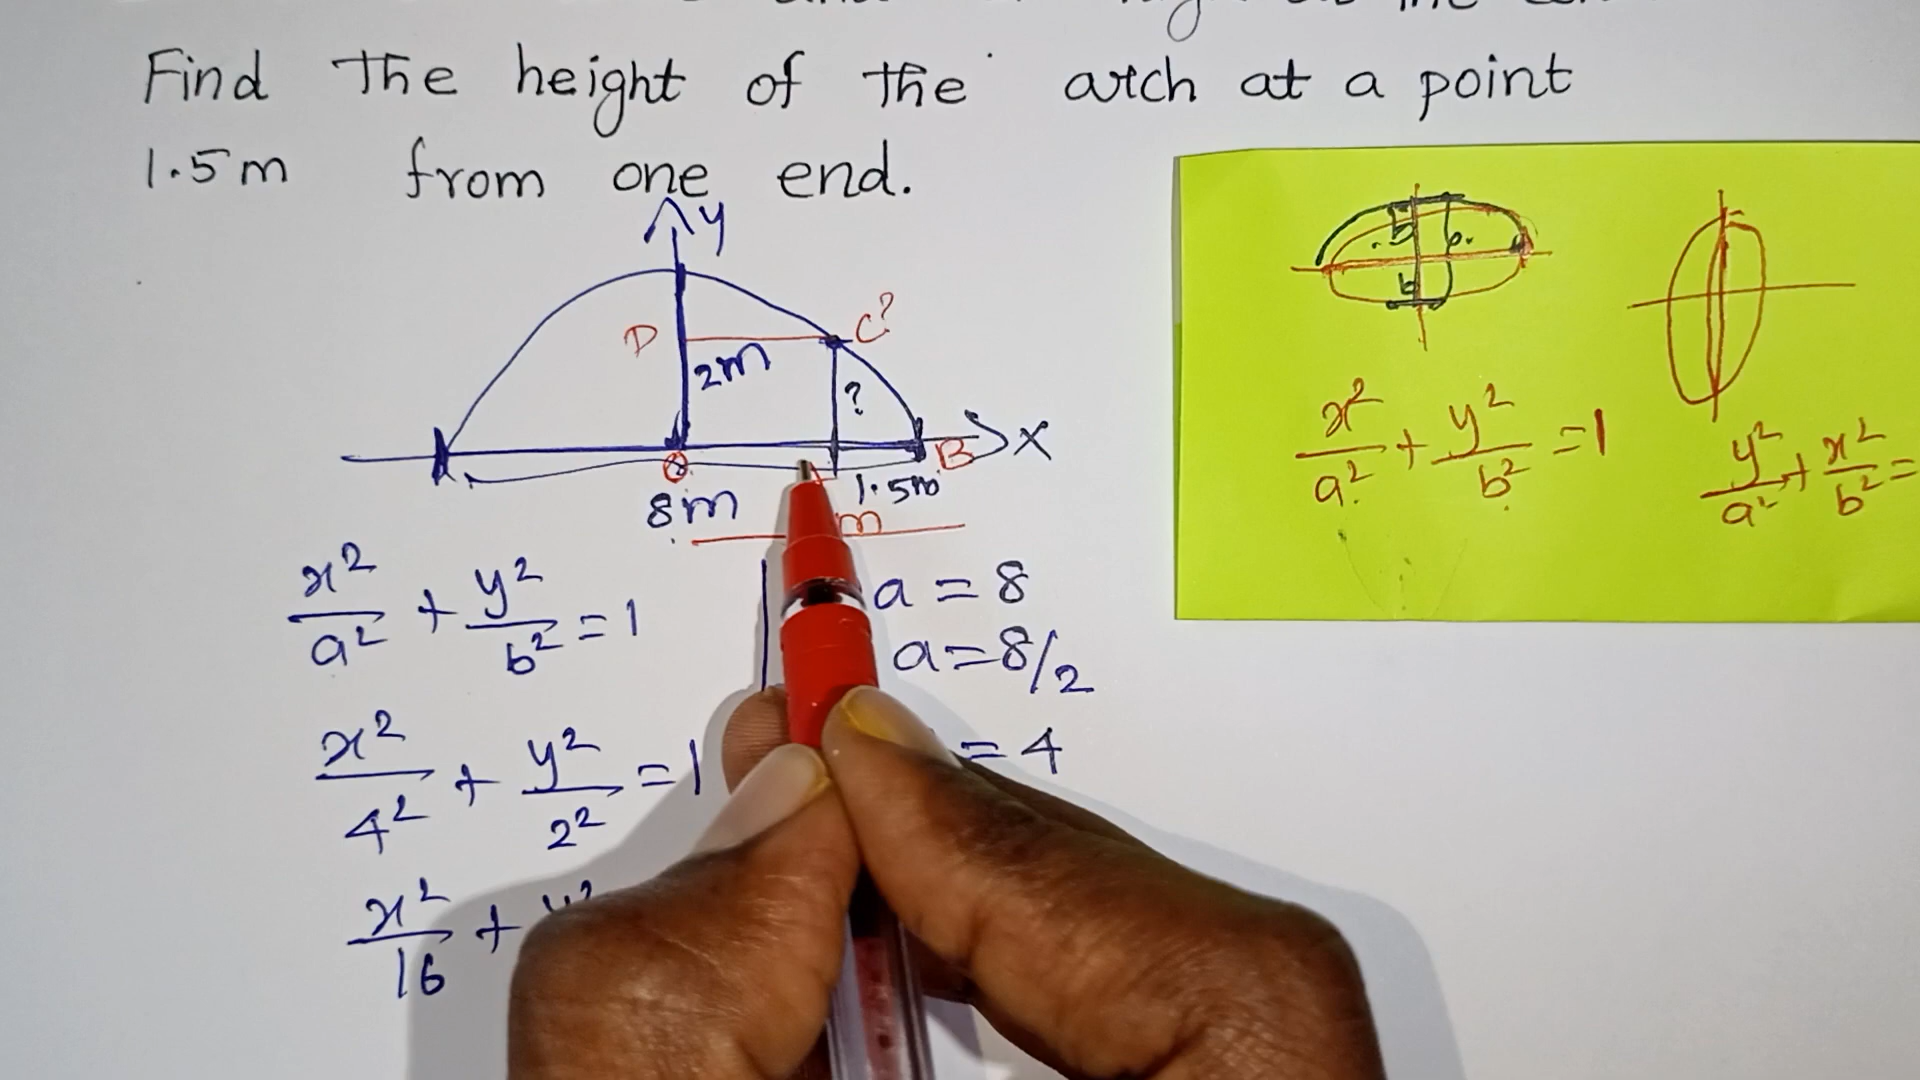 Find the height of the arch at a point
1.5m from one end.
y
D
C?
2m
?
O
B
X
8m
1.5m
m
x²/a² + y²/b² = 1
a = 8
a = 8/2
x²/4² + y²/2² = 1
= 4
x²/16 +
b
b
b
x²/a² + y²/b² = 1
y²/a² + x²/b² =